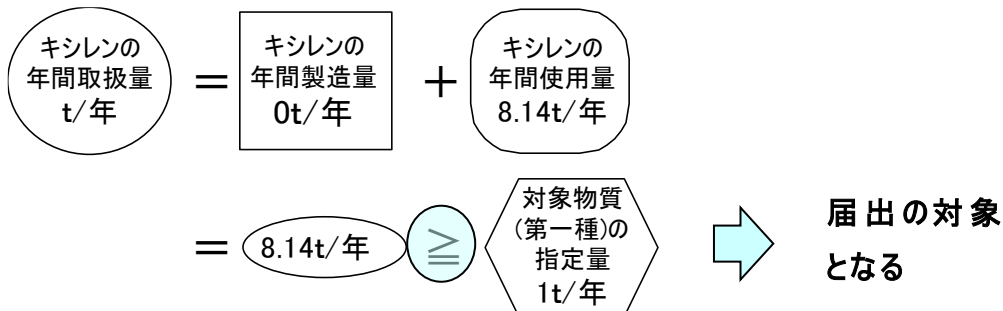 キシレンの
年間取扱量
t/年
=
キシレンの
年間製造量
0t/年
+
キシレンの
年間使用量
8.14t/年
=
8.14t/年
≧
対象物質
(第一種)の
指定量
1t/年
届出の対象
となる